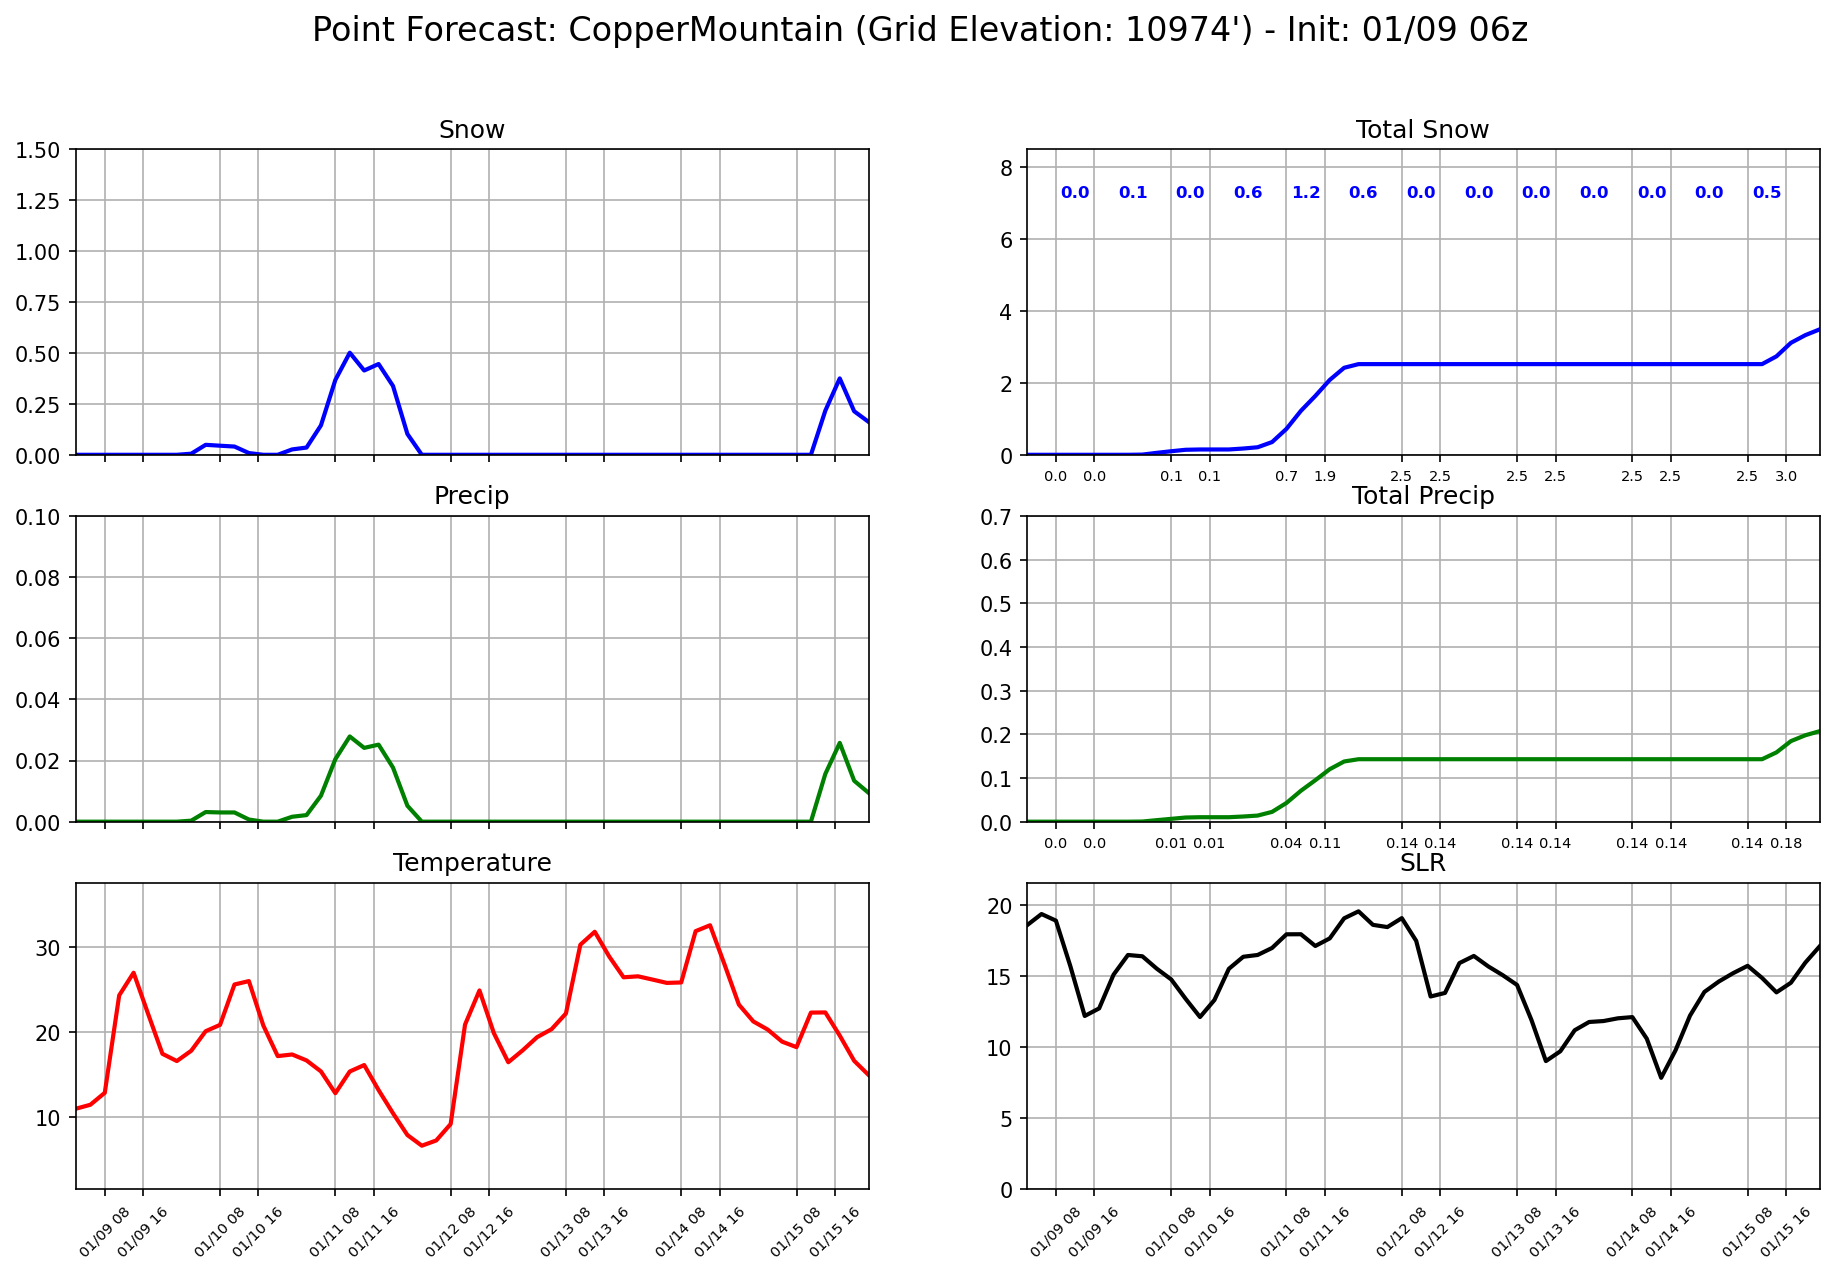 Point Forecast: CopperMountain (Grid Elevation: 10974') - Init: 01/09 06z
Snow
1.50
1.25
1.00
0.75
0.50
0.25
0.00
Total Snow
8
6
4
2
0
0.0 0.1 0.0 0.6 1.2 0.6 0.0 0.0 0.0 0.0 0.0 0.0 0.5
0.0 0.0 0.1 0.1 0.7 1.9 2.5 2.5 2.5 2.5 2.5 2.5 2.5 3.0
Precip
0.10
0.08
0.06
0.04
0.02
0.00
Total Precip
0.7
0.6
0.5
0.4
0.3
0.2
0.1
0.0
0.0 0.0 0.01 0.01 0.04 0.11 0.14 0.14 0.14 0.14 0.14 0.14 0.14 0.18
Temperature
30
20
10
01/09 08 01/09 16 01/10 08 01/10 16 01/11 08 01/11 16 01/12 08 01/12 16 01/13 08 01/13 16 01/14 08 01/14 16 01/15 08 01/15 16
SLR
20
15
10
5
0
01/09 08 01/09 16 01/10 08 01/10 16 01/11 08 01/11 16 01/12 08 01/12 16 01/13 08 01/13 16 01/14 08 01/14 16 01/15 08 01/15 16